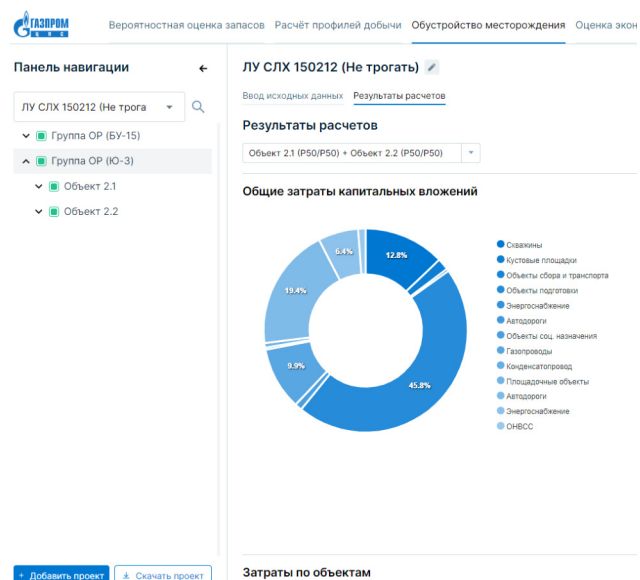 ГАЗПРОМ
Вероятностная оценка запасов
Расчёт профилей добычи
Обустройство месторождения
Оценка экон
Панель навигации
ЛУ СЛХ 150212 (Не трога
Группа ОР (БУ-15)
Группа ОР (Ю-3)
Объект 2.1
Объект 2.2
+ Добавить проект
Скачать проект
ЛУ СЛХ 150212 (Не трогать)
Ввод исходных данных
Результаты расчетов
Результаты расчетов
Объект 2.1 (P50/P50) + Объект 2.2 (P50/P50)
Общие затраты капитальных вложений
6.4%
12.8%
19.4%
9.9%
45.8%
Скважины
Кустовые площадки
Объекты сбора и транспорта
Объекты подготовки
Энергоснабжение
Автодороги
Объекты соц. назначения
Газопроводы
Конденсатопровод
Площадочные объекты
Автодороги
Энергоснабжение
ОНВСС
Затраты по объектам